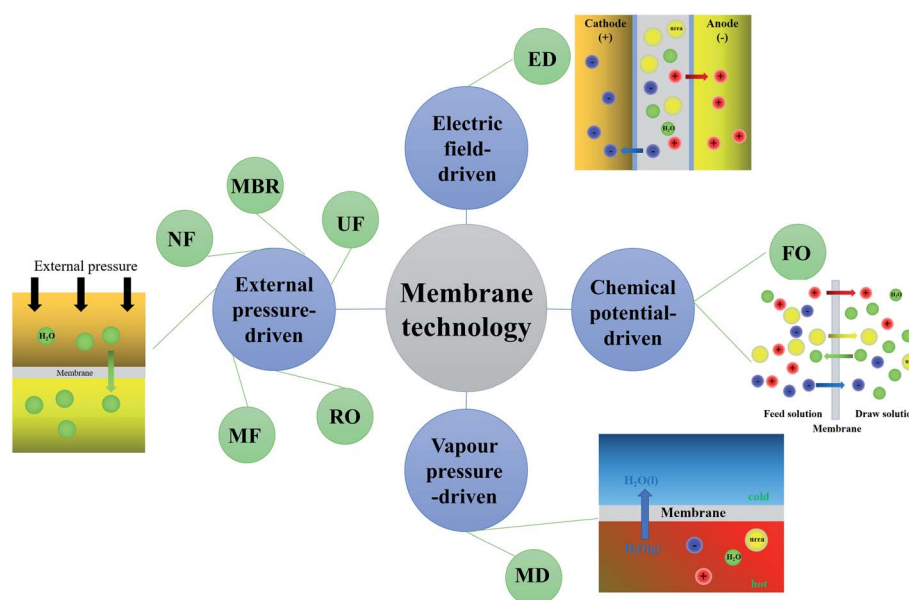 Cathode
(+)
Anode
(-)
urea
H₂O
+
+
+
+
+
+
-
-
-
-
-
-
ED
Electric
field-
driven
MBR
UF
NF
External pressure
H₂O
Membrane
External
pressure-
driven
MF
RO
Membrane
technology
Chemical
potential-
driven
FO
H₂O
+
+
+
+
+
+
-
-
-
-
-
-
Feed solution
Draw solut
Membrane
Vapour
pressure
-driven
MD
H₂O(l)
cold
Membrane
H₂O(g)
urea
-
H₂O
+
hot